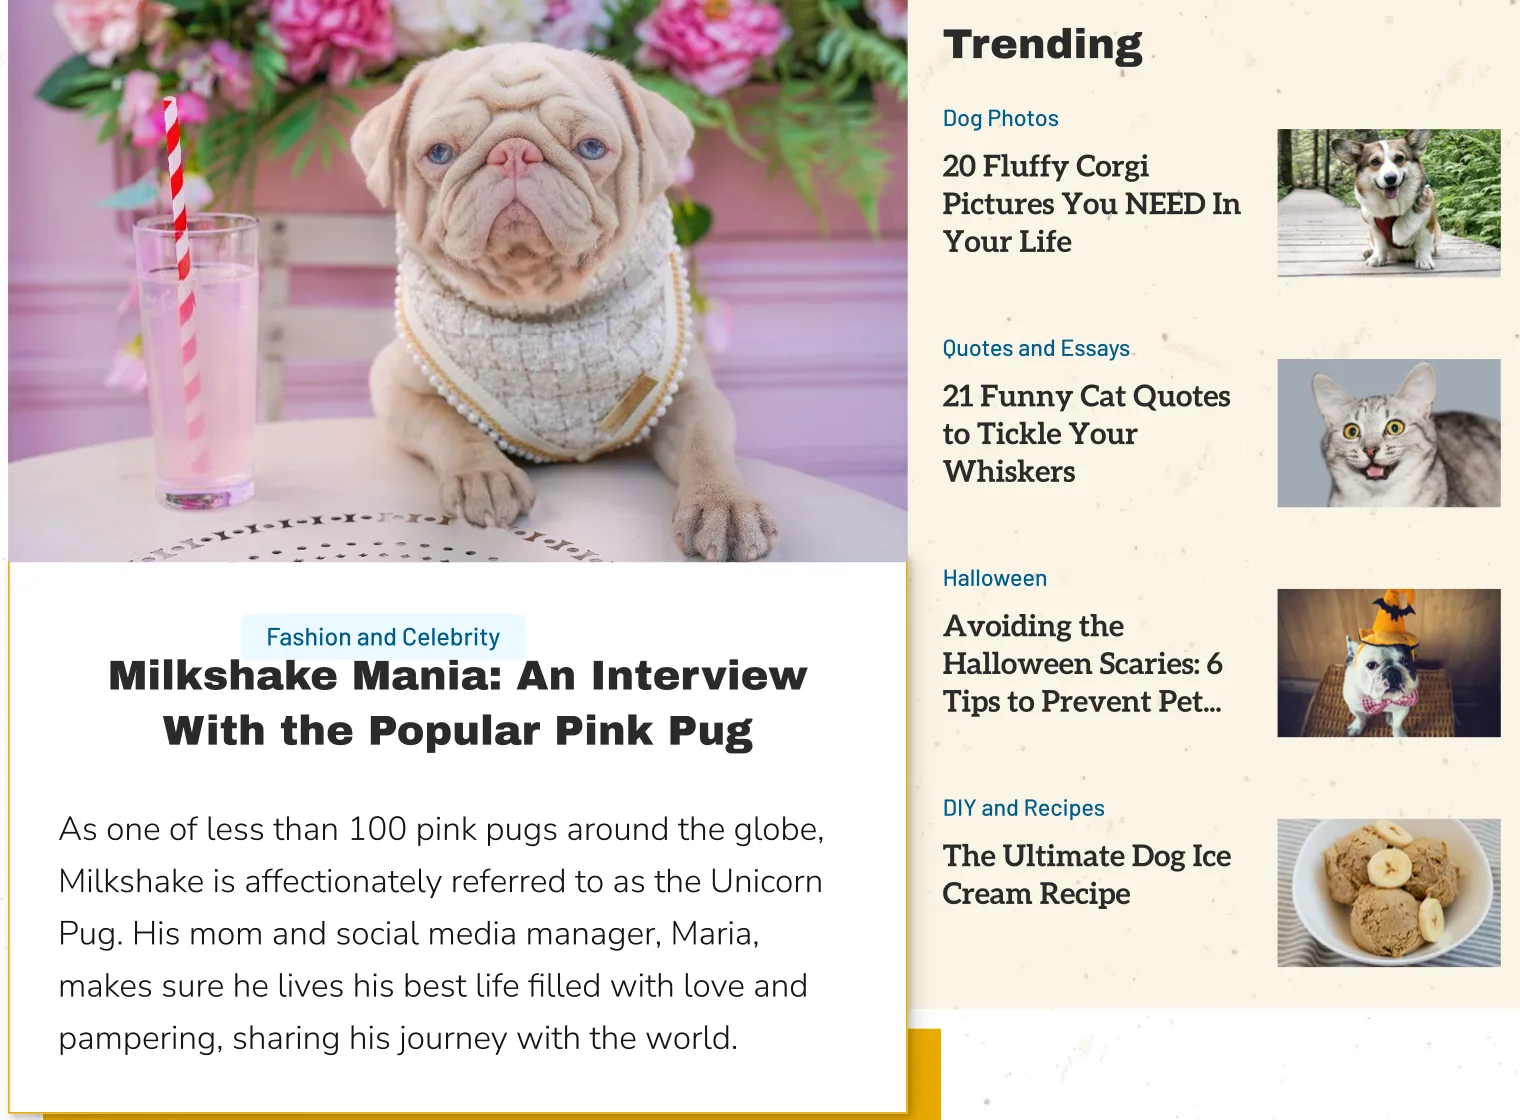 Fashion and Celebrity
Milkshake Mania: An Interview
With the Popular Pink Pug
As one of less than 100 pink pugs around the globe,
Milkshake is affectionately referred to as the Unicorn
Pug. His mom and social media manager, Maria,
makes sure he lives his best life filled with love and
pampering, sharing his journey with the world.
Trending
Dog Photos
20 Fluffy Corgi
Pictures You NEED In
Your Life
Quotes and Essays
21 Funny Cat Quotes
to Tickle Your
Whiskers
Halloween
Avoiding the
Halloween Scaries: 6
Tips to Prevent Pet...
DIY and Recipes
The Ultimate Dog Ice
Cream Recipe